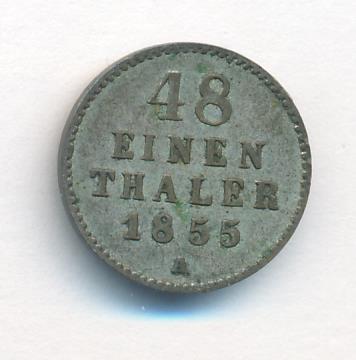 48
EINEN
THALER
1855
A